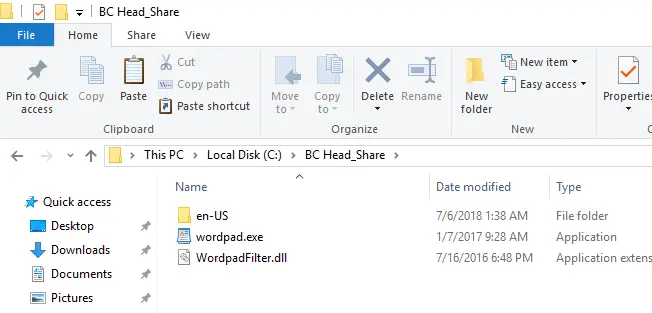 BC Head_Share
File Home Share View
Pin to Quick access
Copy
Paste
Cut
Copy path
Paste shortcut
Clipboard
Move to
Copy to
Delete
Rename
Organize
New folder
New item
Easy access
New
Properties
This PC > Local Disk (C:) > BC Head_Share >
Quick access
Desktop
Downloads
Documents
Pictures
Name Date modified Type
en-US 7/6/2018 1:38 AM File folder
wordpad.exe 1/7/2017 9:28 AM Application
WordpadFilter.dll 7/16/2016 6:48 PM Application extens